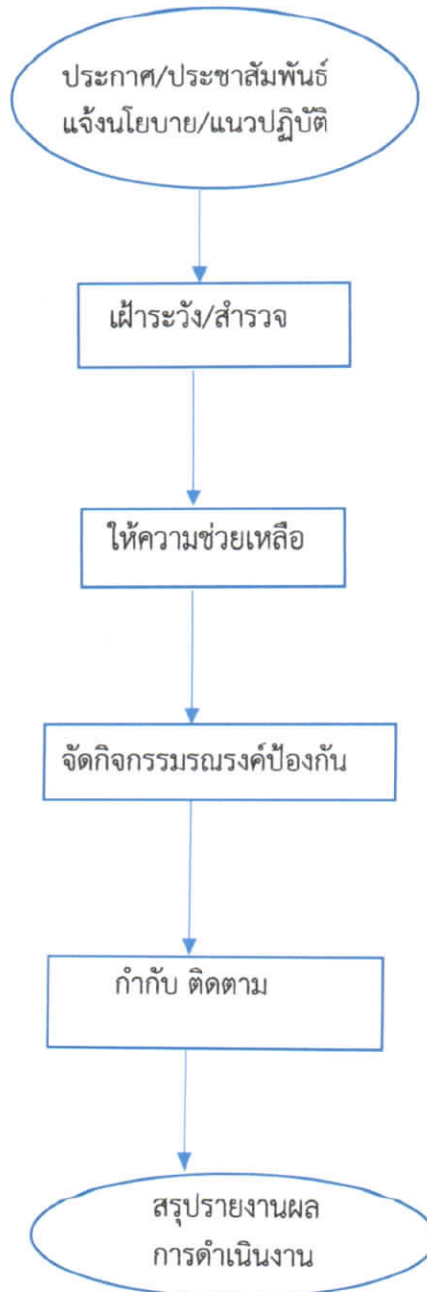 ประกาศ/ประชาสัมพันธ์
แจ้งนโยบาย/แนวปฏิบัติ
เฝ้าระวัง/สำรวจ
ให้ความช่วยเหลือ
จัดกิจกรรมรณรงค์ป้องกัน
กำกับ ติดตาม
สรุปรายงานผล
การดำเนินงาน